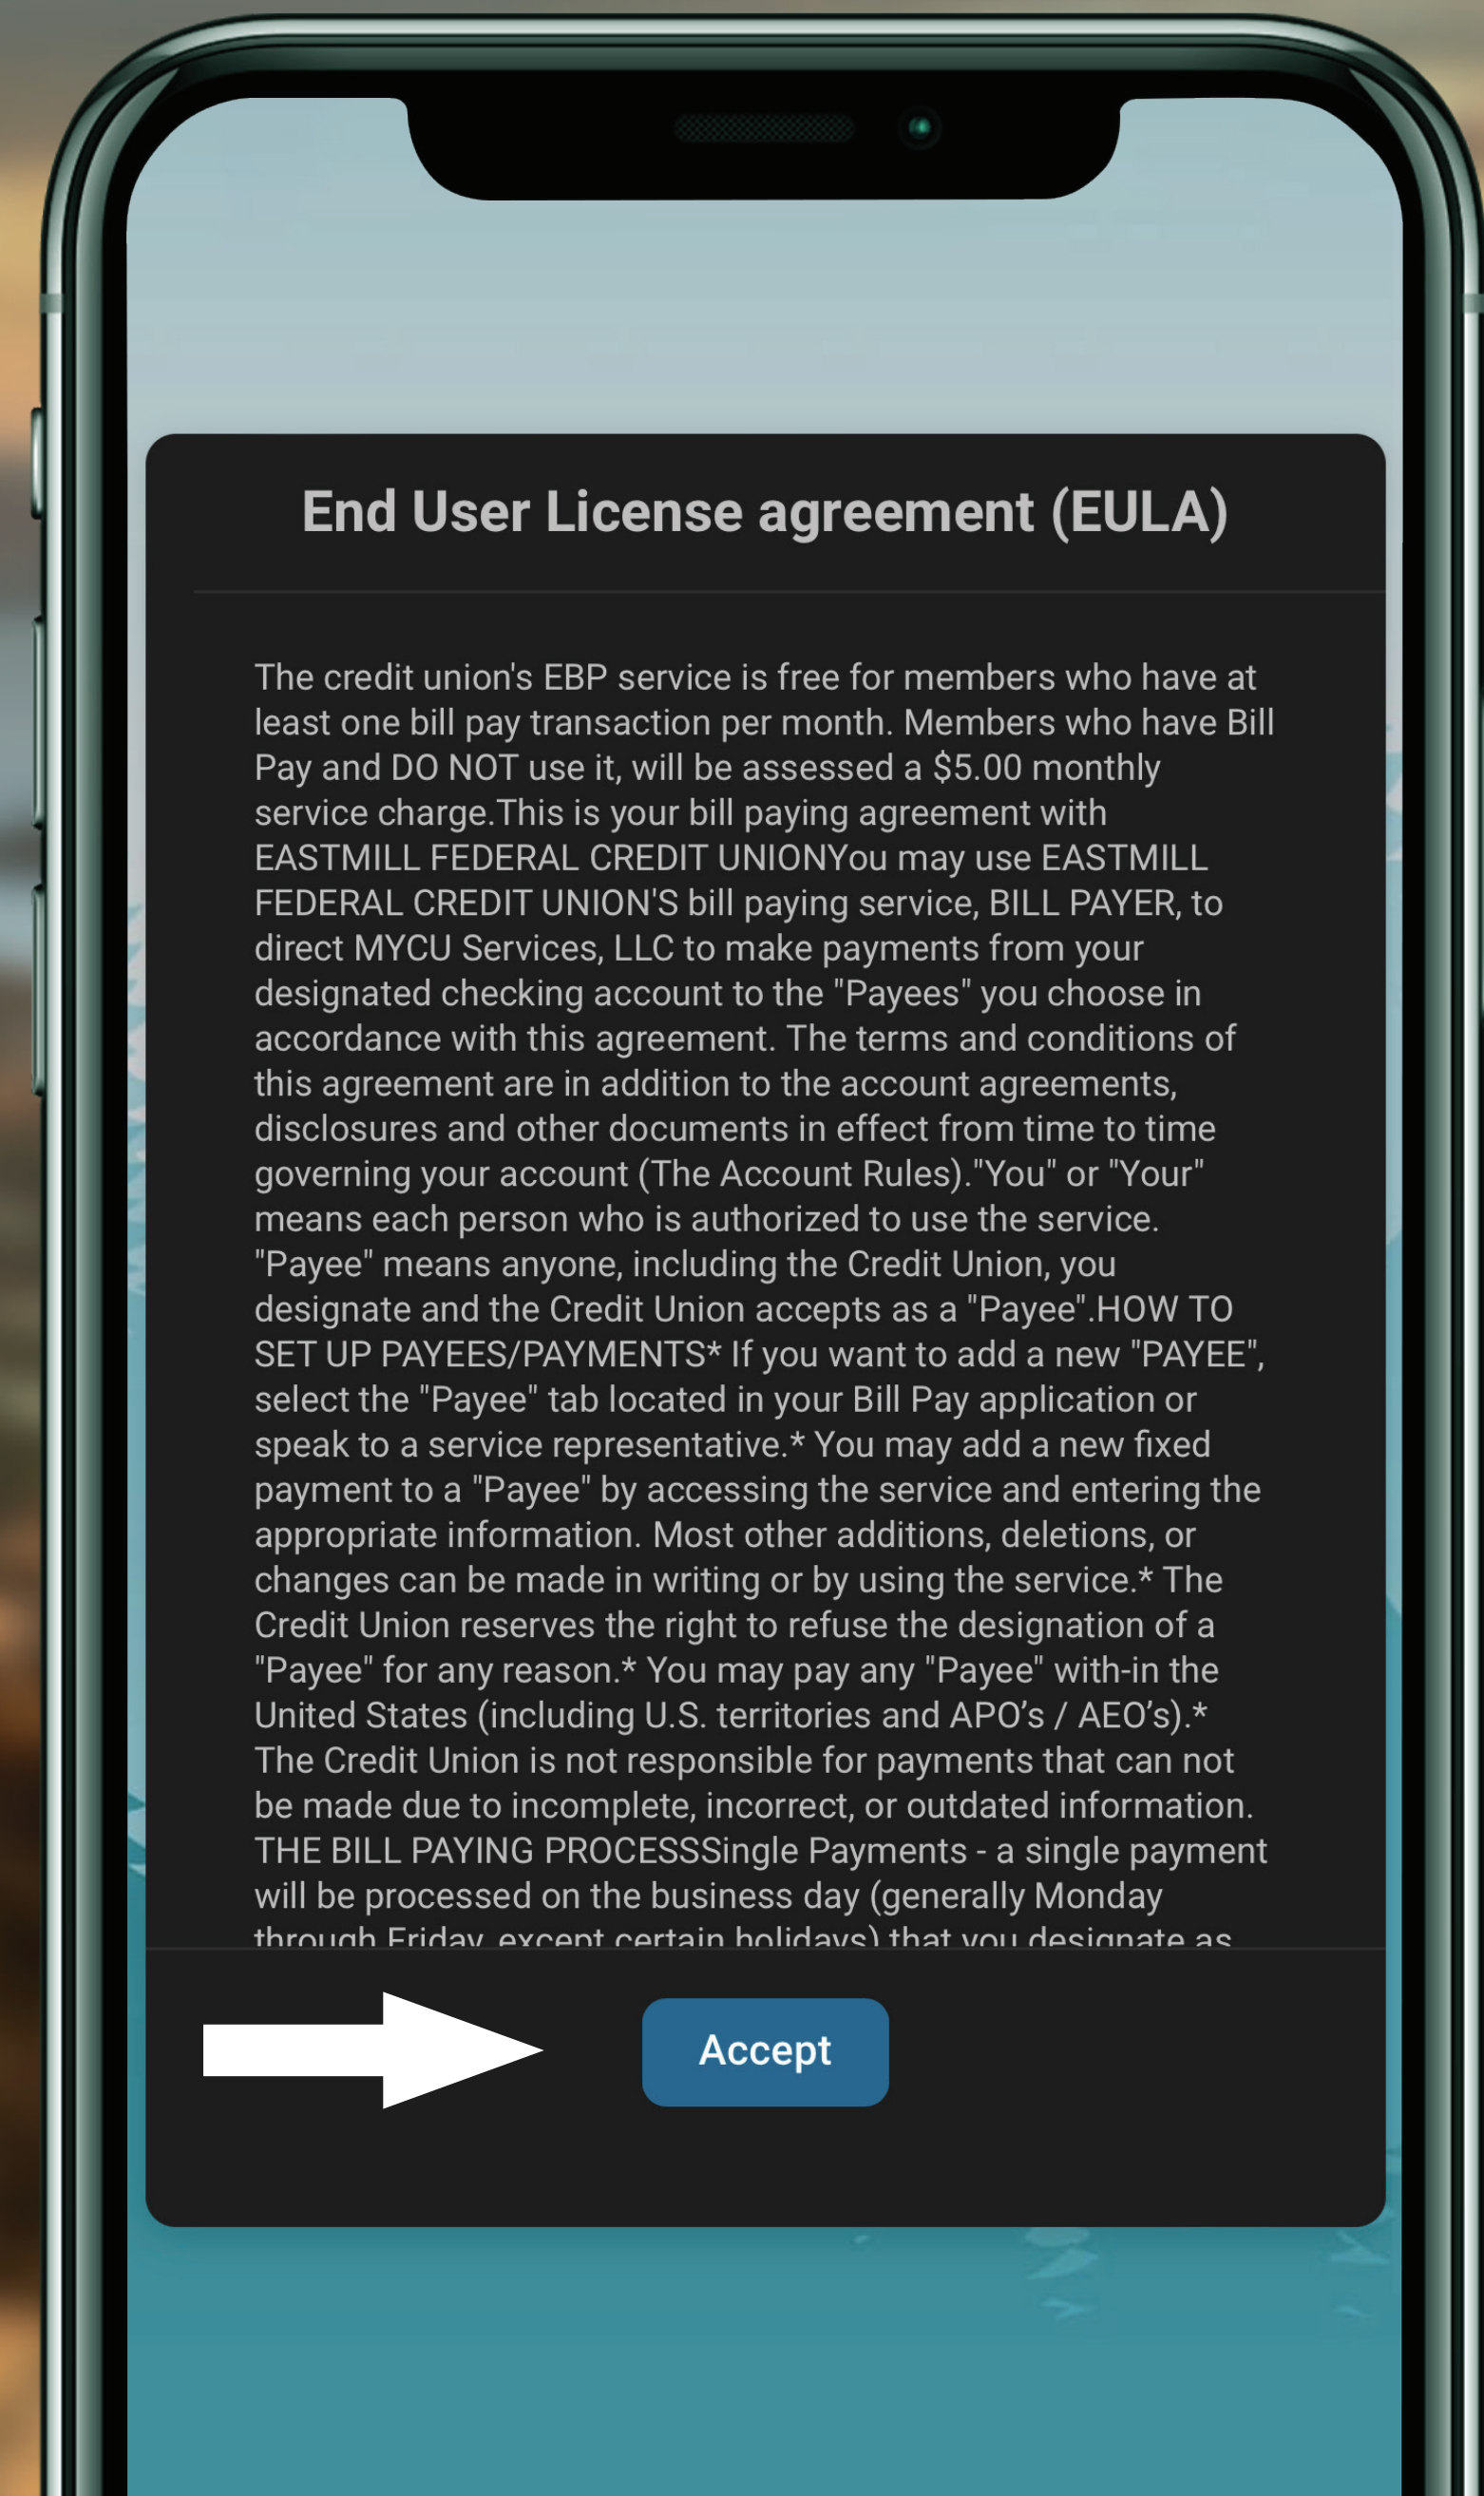 End User License agreement (EULA)
The credit union's EBP service is free for members who have at
least one bill pay transaction per month. Members who have Bill
Pay and DO NOT use it, will be assessed a $5.00 monthly
service charge.This is your bill paying agreement with
EASTMILL FEDERAL CREDIT UNIONYou may use EASTMILL
FEDERAL CREDIT UNION'S bill paying service, BILL PAYER, to
direct MYCU Services, LLC to make payments from your
designated checking account to the "Payees" you choose in
accordance with this agreement. The terms and conditions of
this agreement are in addition to the account agreements,
disclosures and other documents in effect from time to time
governing your account (The Account Rules)."You" or "Your"
means each person who is authorized to use the service.
"Payee" means anyone, including the Credit Union, you
designate and the Credit Union accepts as a "Payee".HOW TO
SET UP PAYEES/PAYMENTS* If you want to add a new "PAYEE",
select the "Payee" tab located in your Bill Pay application or
speak to a service representative.* You may add a new fixed
payment to a "Payee" by accessing the service and entering the
appropriate information. Most other additions, deletions, or
changes can be made in writing or by using the service.* The
Credit Union reserves the right to refuse the designation of a
"Payee" for any reason.* You may pay any "Payee" with-in the
United States (including U.S. territories and APO’s / AEO’s).*
The Credit Union is not responsible for payments that can not
be made due to incomplete, incorrect, or outdated information.
THE BILL PAYING PROCESSSingle Payments - a single payment
will be processed on the business day (generally Monday
through Friday, except certain holidays) that you designate as
Accept